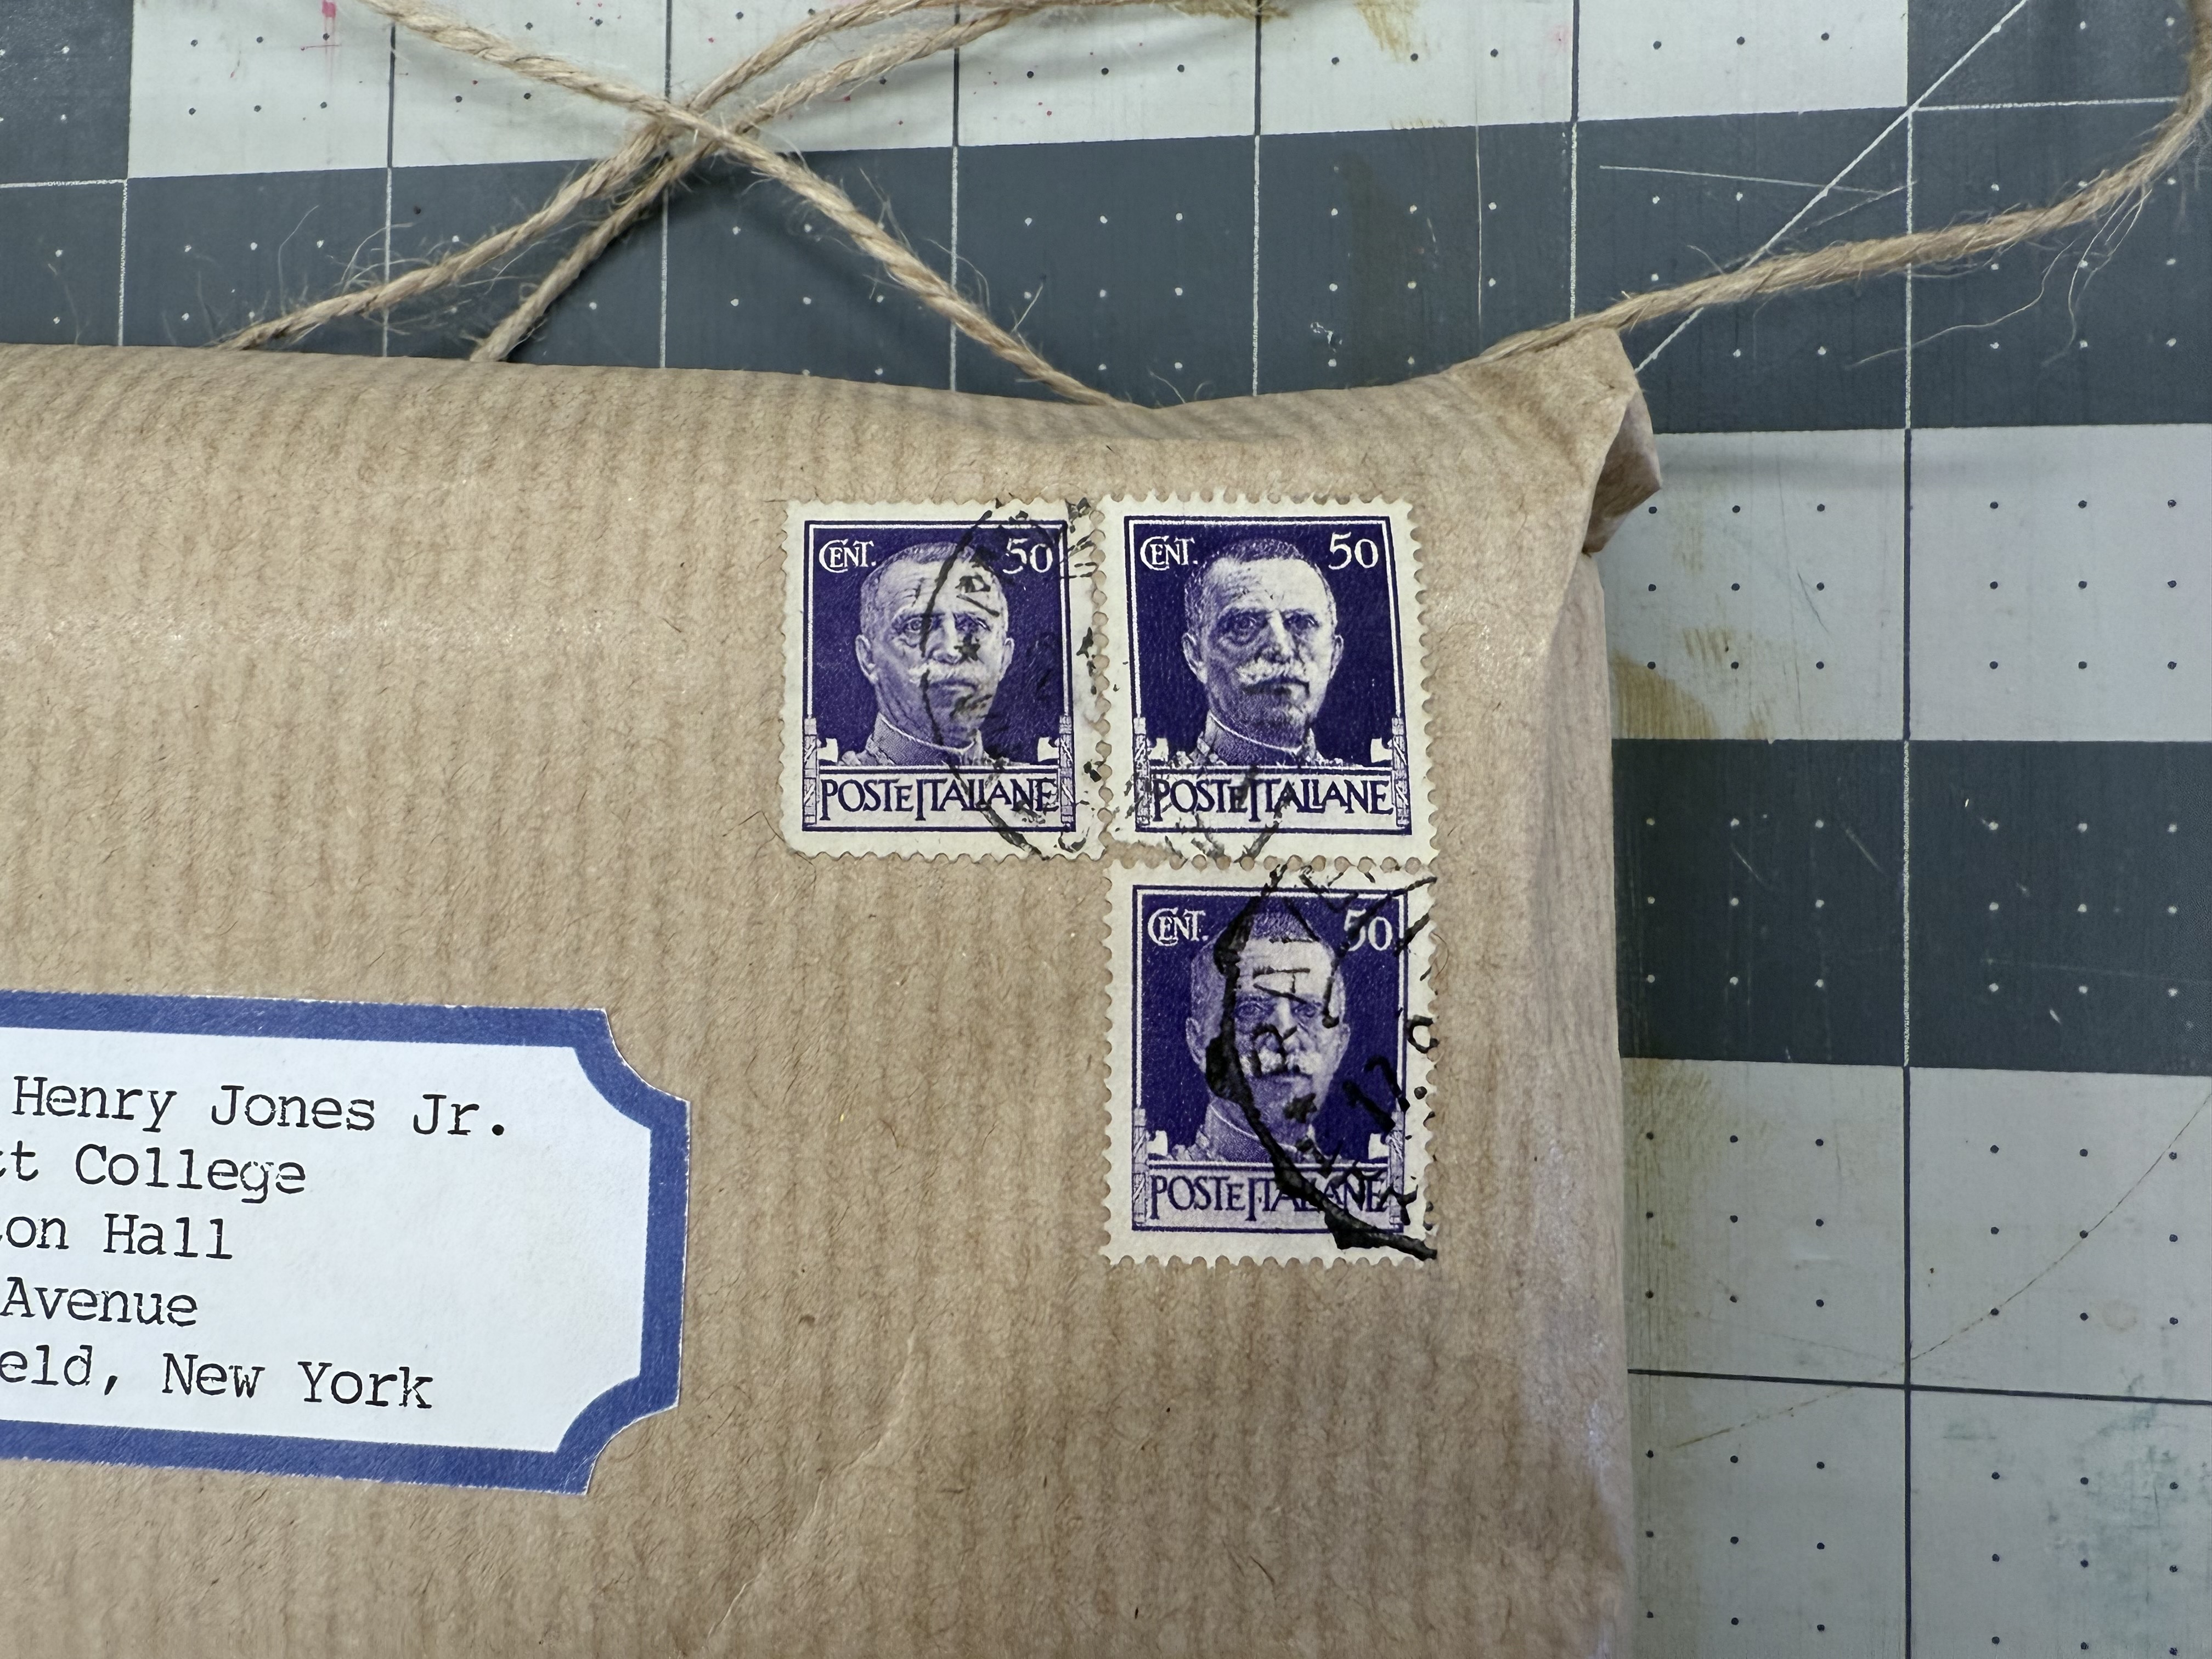 CENT. 50
POSTE ITALIANE
CENT. 50
POSTE ITALIANE
CENT. 50
POSTE ITALIANE
Henry Jones Jr.
College
Hall
Avenue
New York